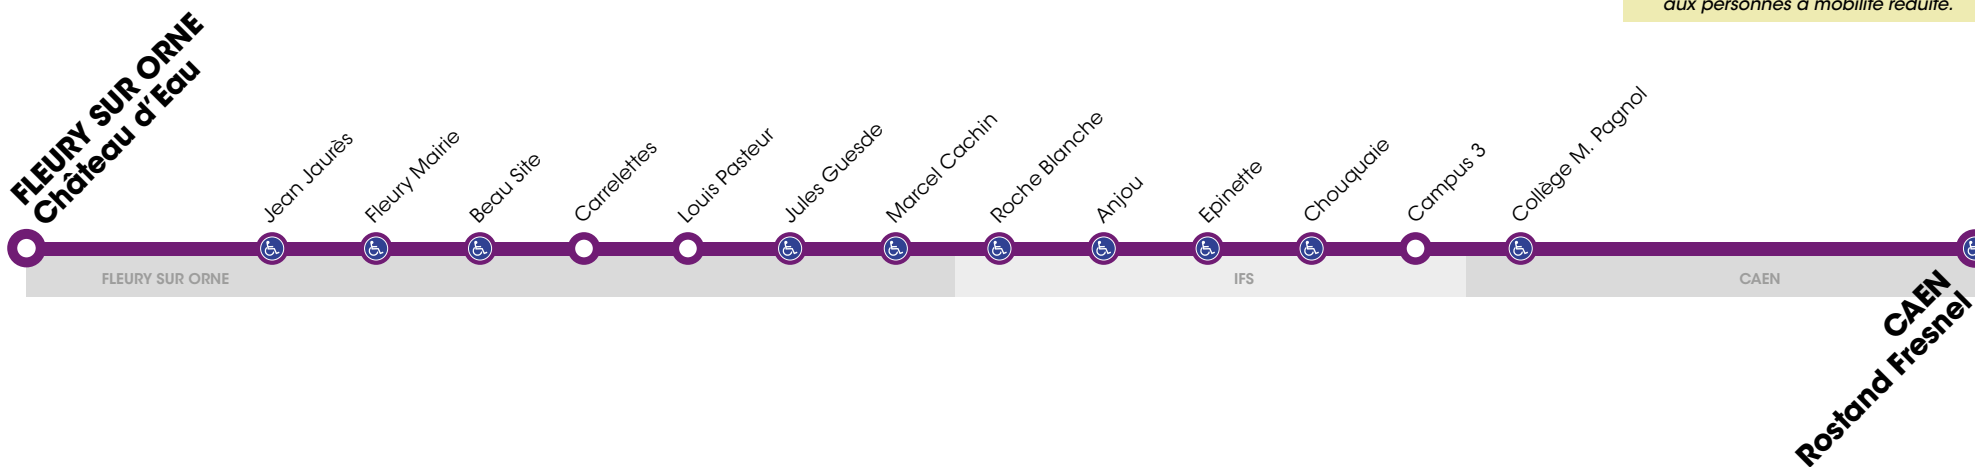 aux personnes à mobilité réduite.
FLEURY SUR ORNE
Château d'Eau
Jean Jaurès
Fleury Mairie
Beau Site
Carrelettes
Louis Pasteur
Jules Guesde
Marcel Cachin
Roche Blanche
Anjou
Epinette
Chouquaie
Campus 3
Collège M. Pagnol
FLEURY SUR ORNE
IFS
CAEN
CAEN
Rostand Fresnel